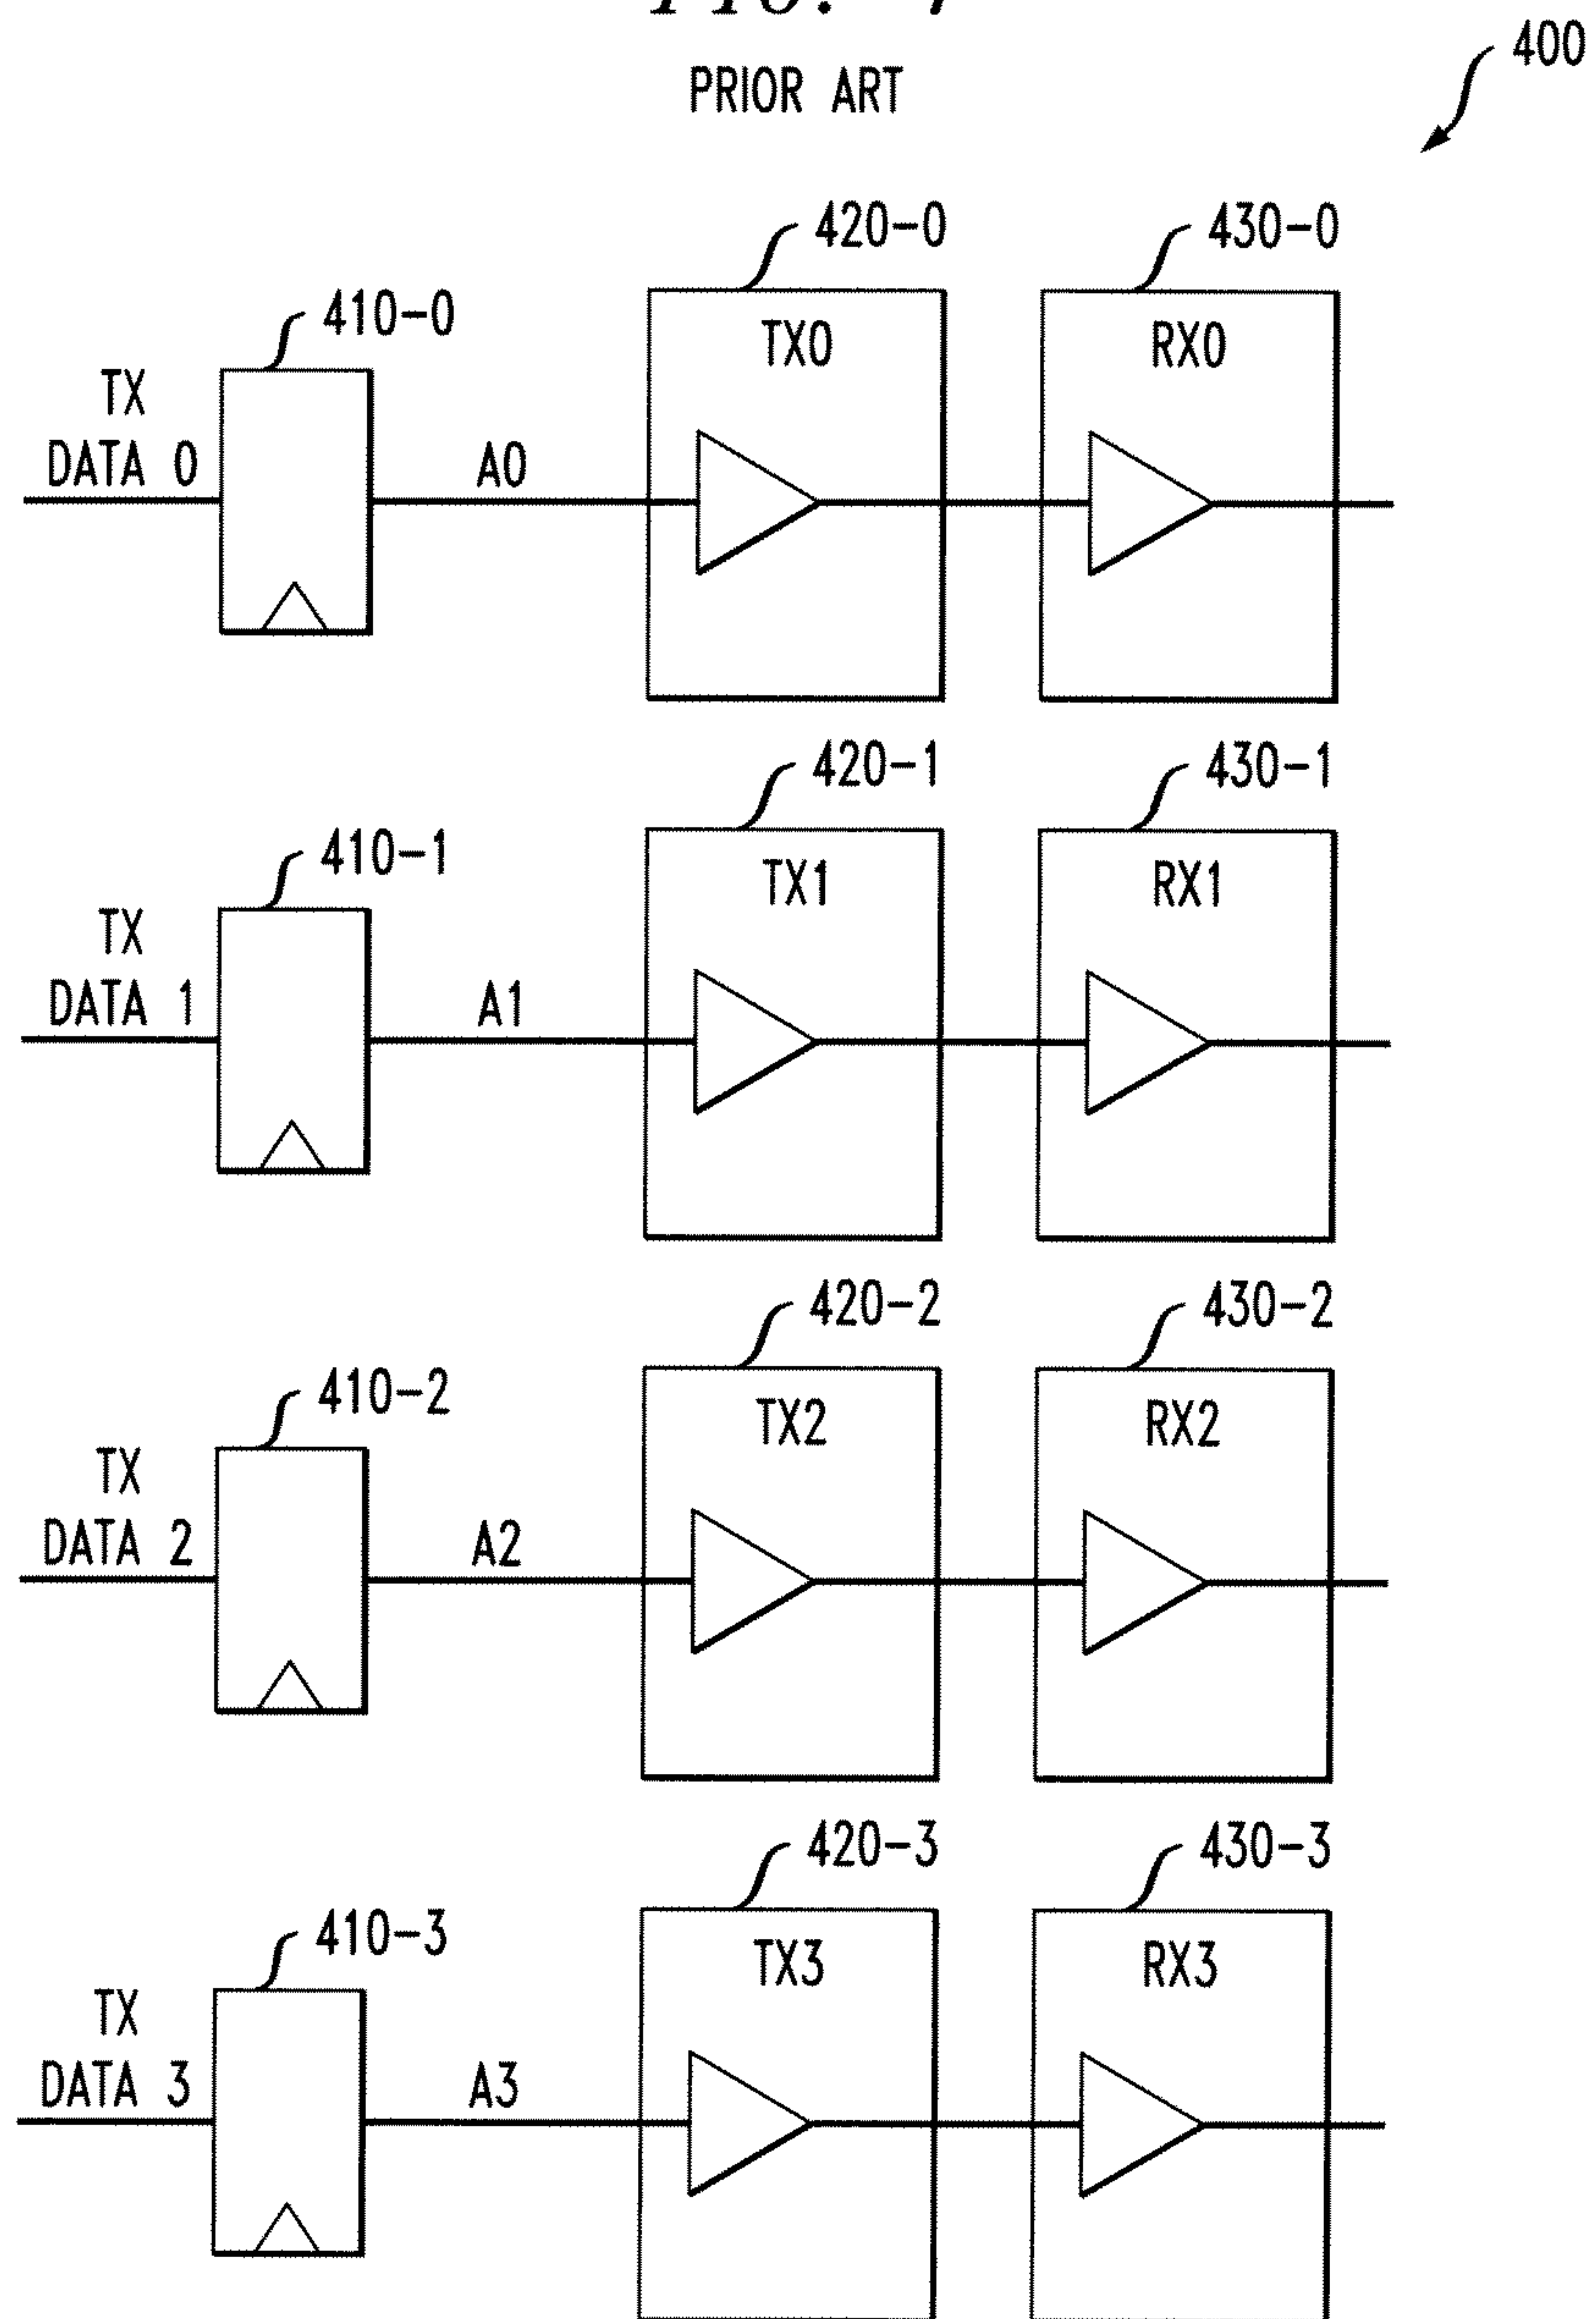 PRIOR ART
400
420-0
430-0
410-0
TX0
RX0
TX
DATA 0
A0
420-1
430-1
410-1
TX1
RX1
TX
DATA 1
A1
420-2
430-2
410-2
TX2
RX2
TX
DATA 2
A2
420-3
430-3
410-3
TX3
RX3
TX
DATA 3
A3